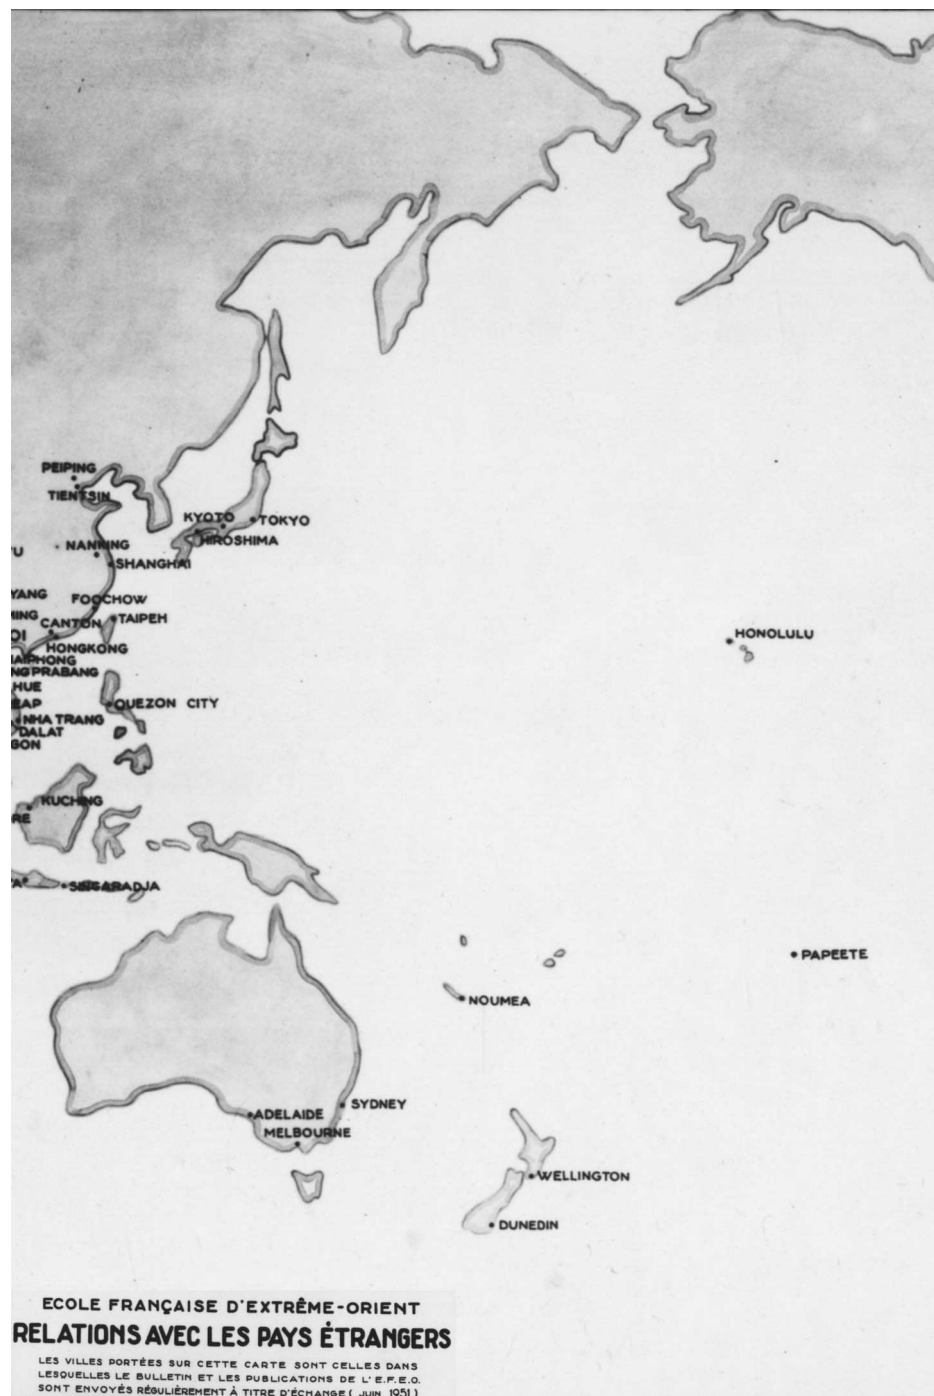 PEIPING
TIENTSIN
KYOTO
TOKYO
HIROSHIMA
NANKING
SHANGHAI
FOOCHOW
TAIPEH
CANTON
HONGKONG
HONOLULU
HUE
QUEZON CITY
NHA TRANG
DALAT
KUCHING
SINGARADJA
PAPEETE
NOUMEA
SYDNEY
ADELAIDE
MELBOURNE
WELLINGTON
DUNEDIN
ECOLE FRANÇAISE D'EXTRÊME-ORIENT
RELATIONS AVEC LES PAYS ÉTRANGERS
LES VILLES PORTÉES SUR CETTE CARTE SONT CELLES DANS
LESQUELLES LE BULLETIN ET LES PUBLICATIONS DE L'E.F.E.O.
SONT ENVOYÉS RÉGULIÈREMENT À TITRE D'ÉCHANGE ( JUIN 1951 )